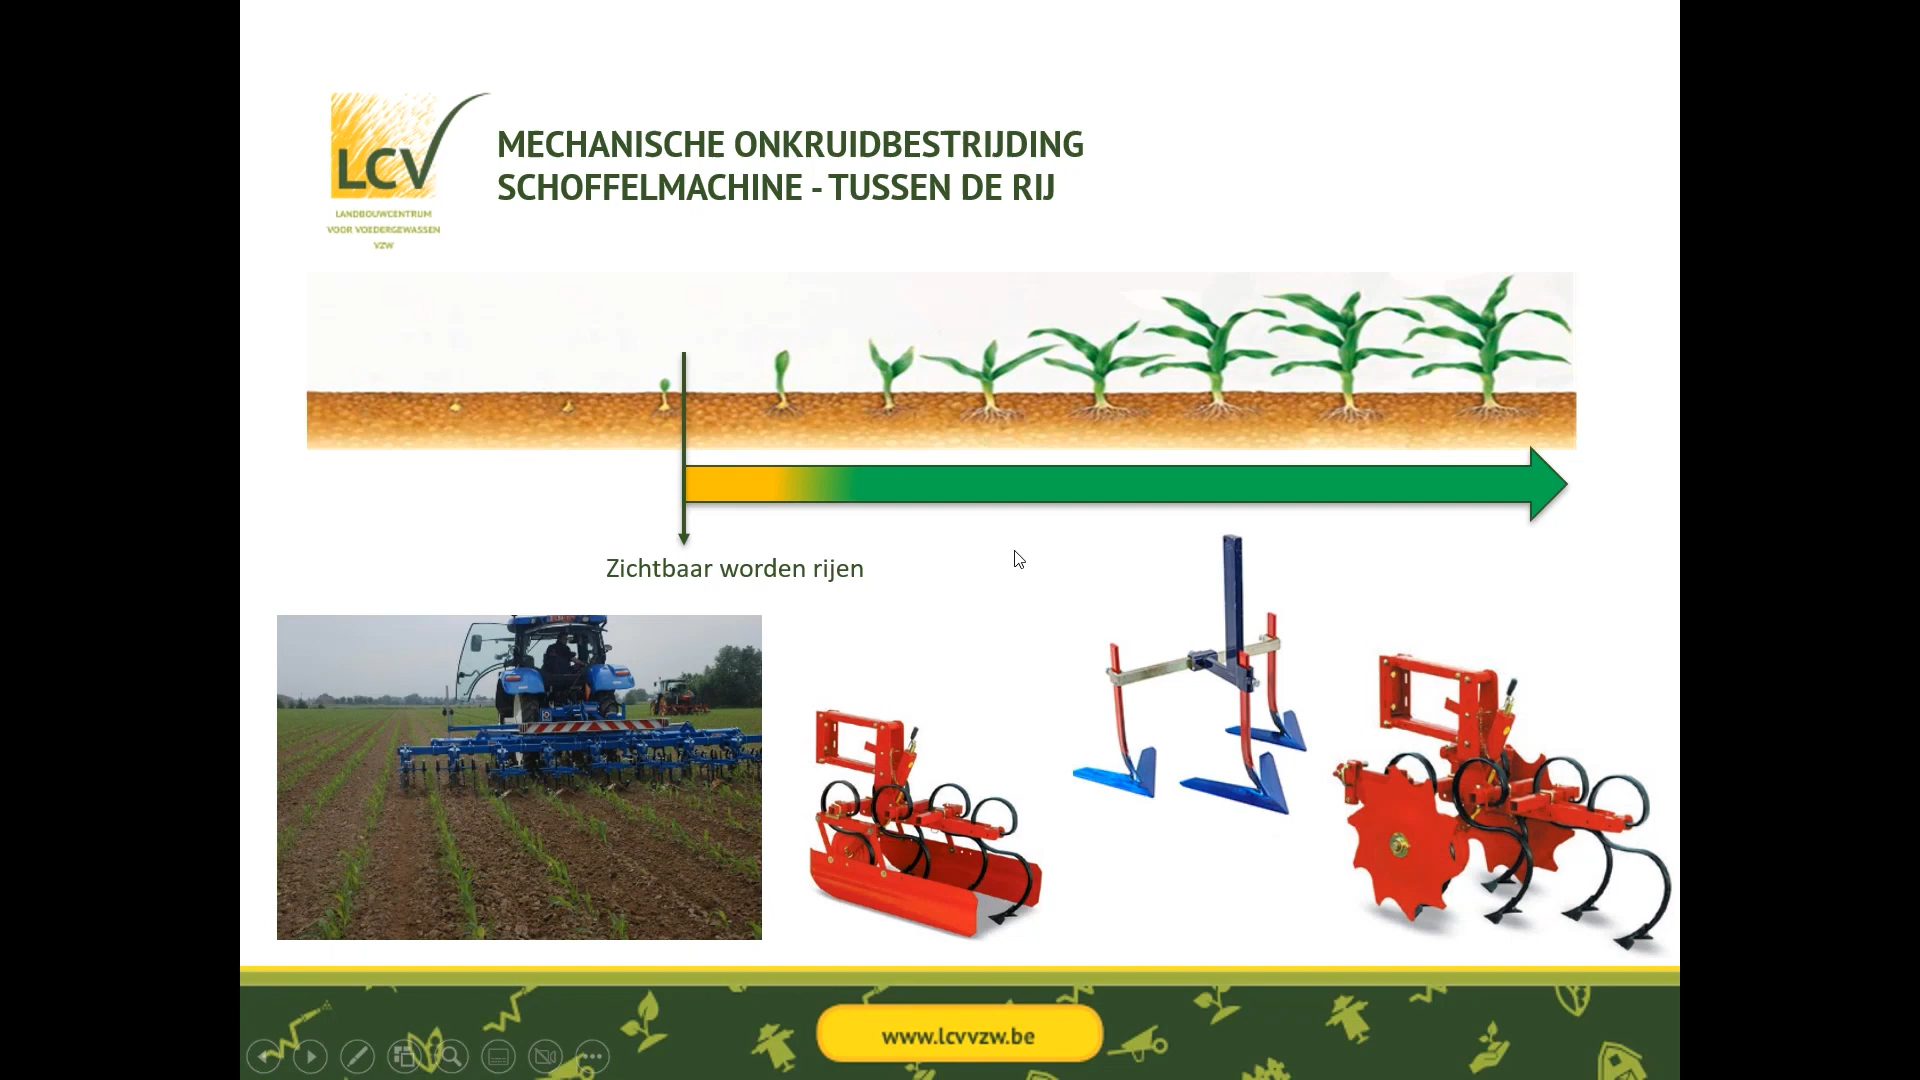 MECHANISCHE ONKRUIDBESTRIJDING
SCHOFFELMACHINE - TUSSEN DE RIJ
LCV
LANDBOUWCENTRUM
VOOR VOEDERGEWASSEN
VZW
Zichtbaar worden rijen
www.lcvvzw.be